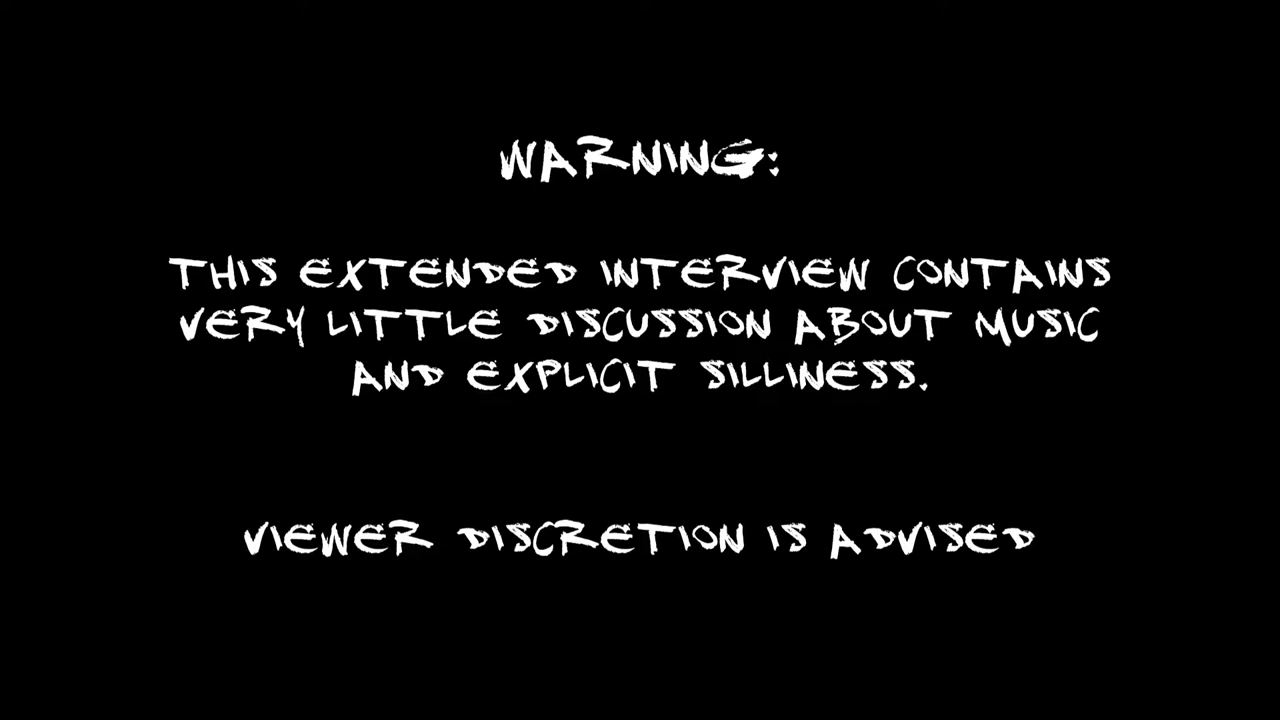 WARNING:
THIS EXTENDED INTERVIEW CONTAINS
VERY LITTLE DISCUSSION ABOUT MUSIC
AND EXPLICIT SILLINESS.
VIEWER DISCRETION IS ADVISED